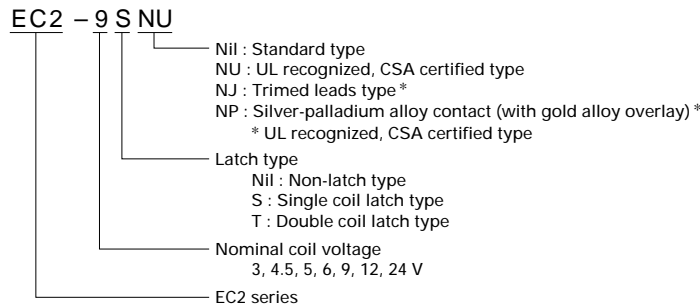 EC2 – 9 S NU
Nil : Standard type
NU : UL recognized, CSA certified type
NJ : Trimed leads type *
NP : Silver-palladium alloy contact (with gold alloy overlay) *
* UL recognized, CSA certified type
Latch type
Nil : Non-latch type
S : Single coil latch type
T : Double coil latch type
Nominal coil voltage
3, 4.5, 5, 6, 9, 12, 24 V
EC2 series